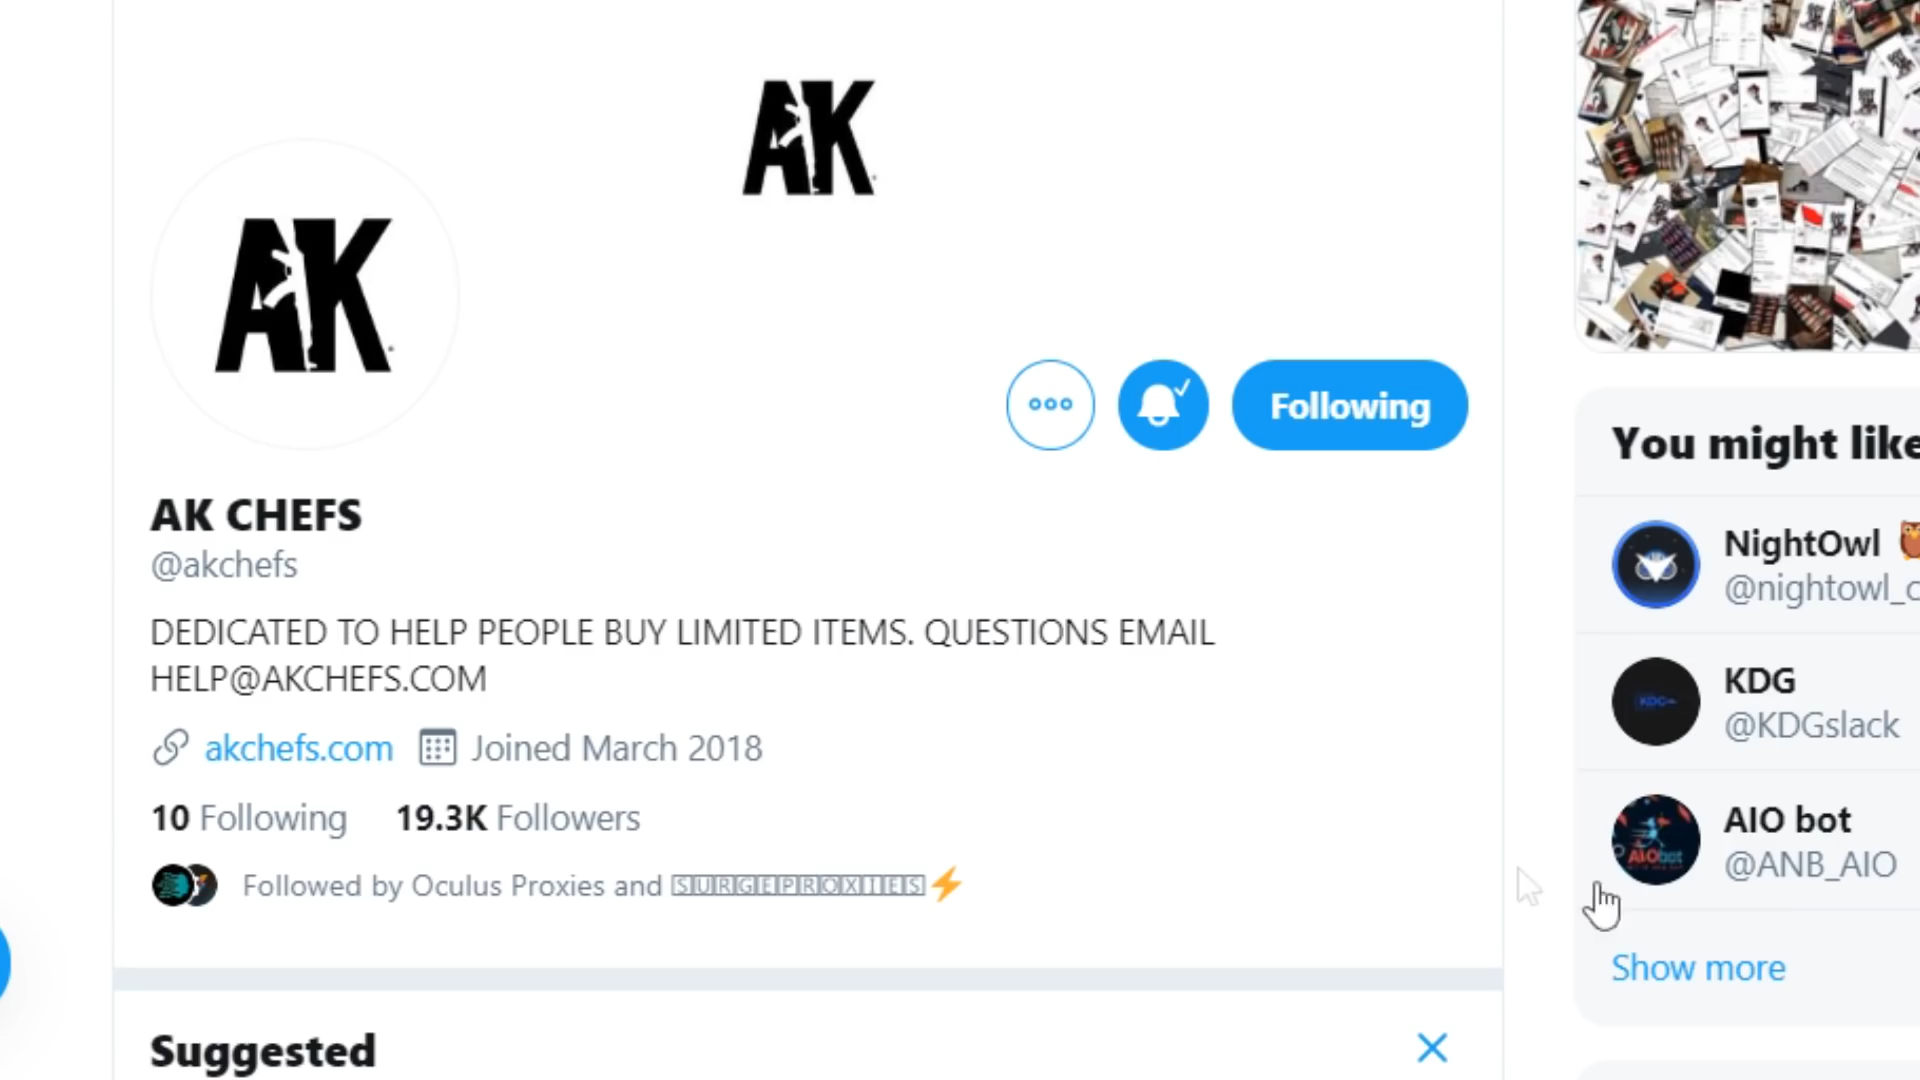 AK
AK
Following
AK CHEFS
@akchefs
DEDICATED TO HELP PEOPLE BUY LIMITED ITEMS. QUESTIONS EMAIL
HELP@AKCHEFS.COM
akchefs.com Joined March 2018
10 Following 19.3K Followers
Followed by Oculus Proxies and 🅂🅄🅁🄶🄴🄿🅁🄾🅇🄸🄴🅂⚡
Suggested
You might like
NightOwl 🦉
@nightowl_c
KDG
@KDGslack
AIO bot
@ANB_AIO
Show more